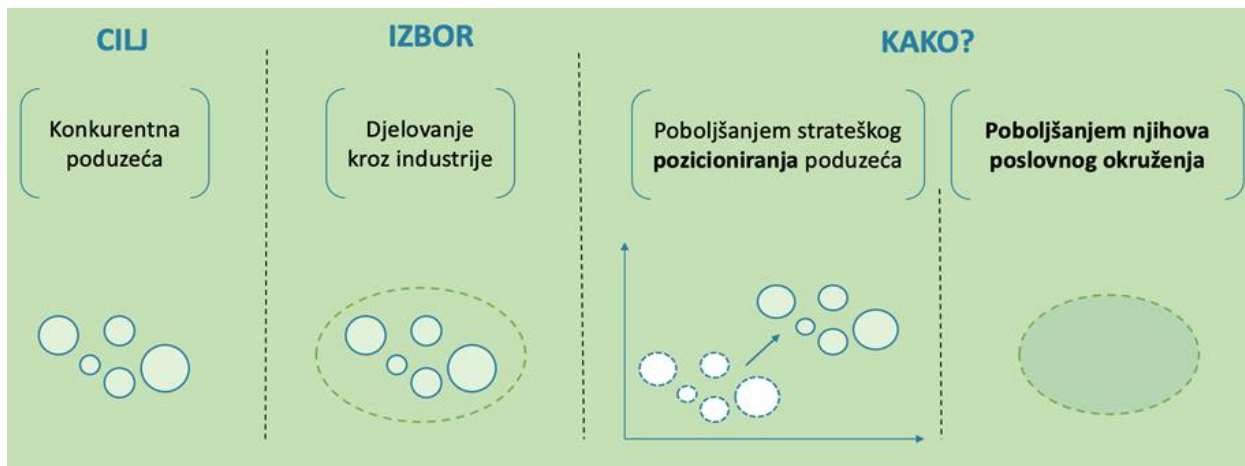 CILJ
IZBOR
KAKO?
Konkurentna
poduzeća
Djelovanje
kroz industrije
Poboljšanjem strateškog
pozicioniranja poduzeća
Poboljšanjem njihova
poslovnog okruženja